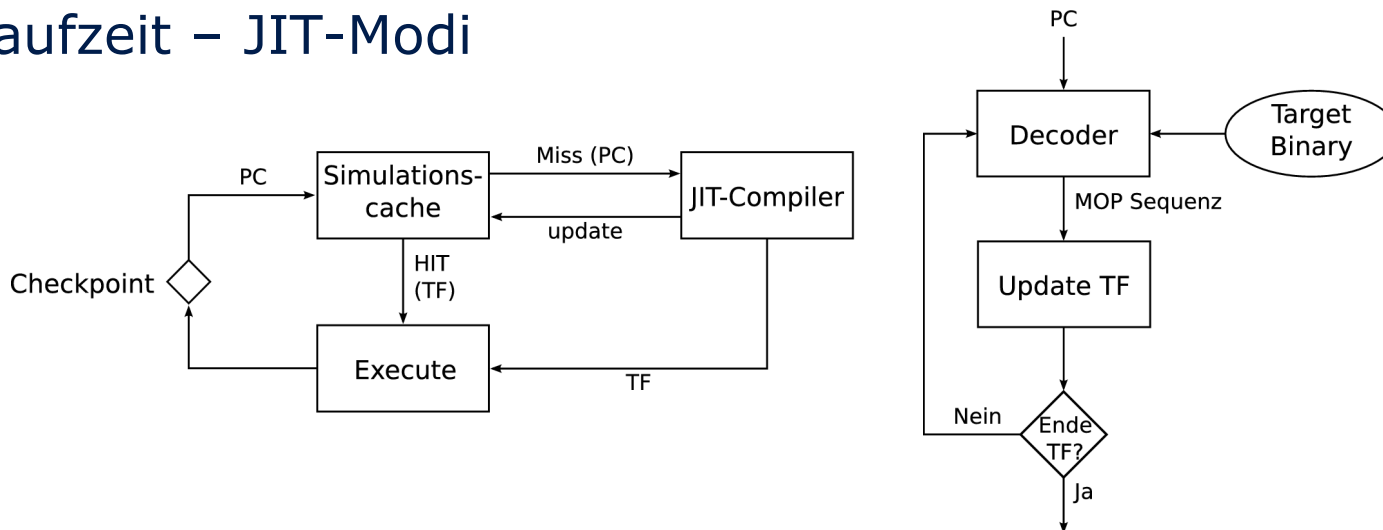 aufzeit – JIT-Modi
PC
Simulations-
cache
Miss (PC)
update
JIT-Compiler
HIT
(TF)
Checkpoint
Execute
TF
PC
Decoder
Target
Binary
MOP Sequenz
Update TF
Nein
Ende
TF?
Ja